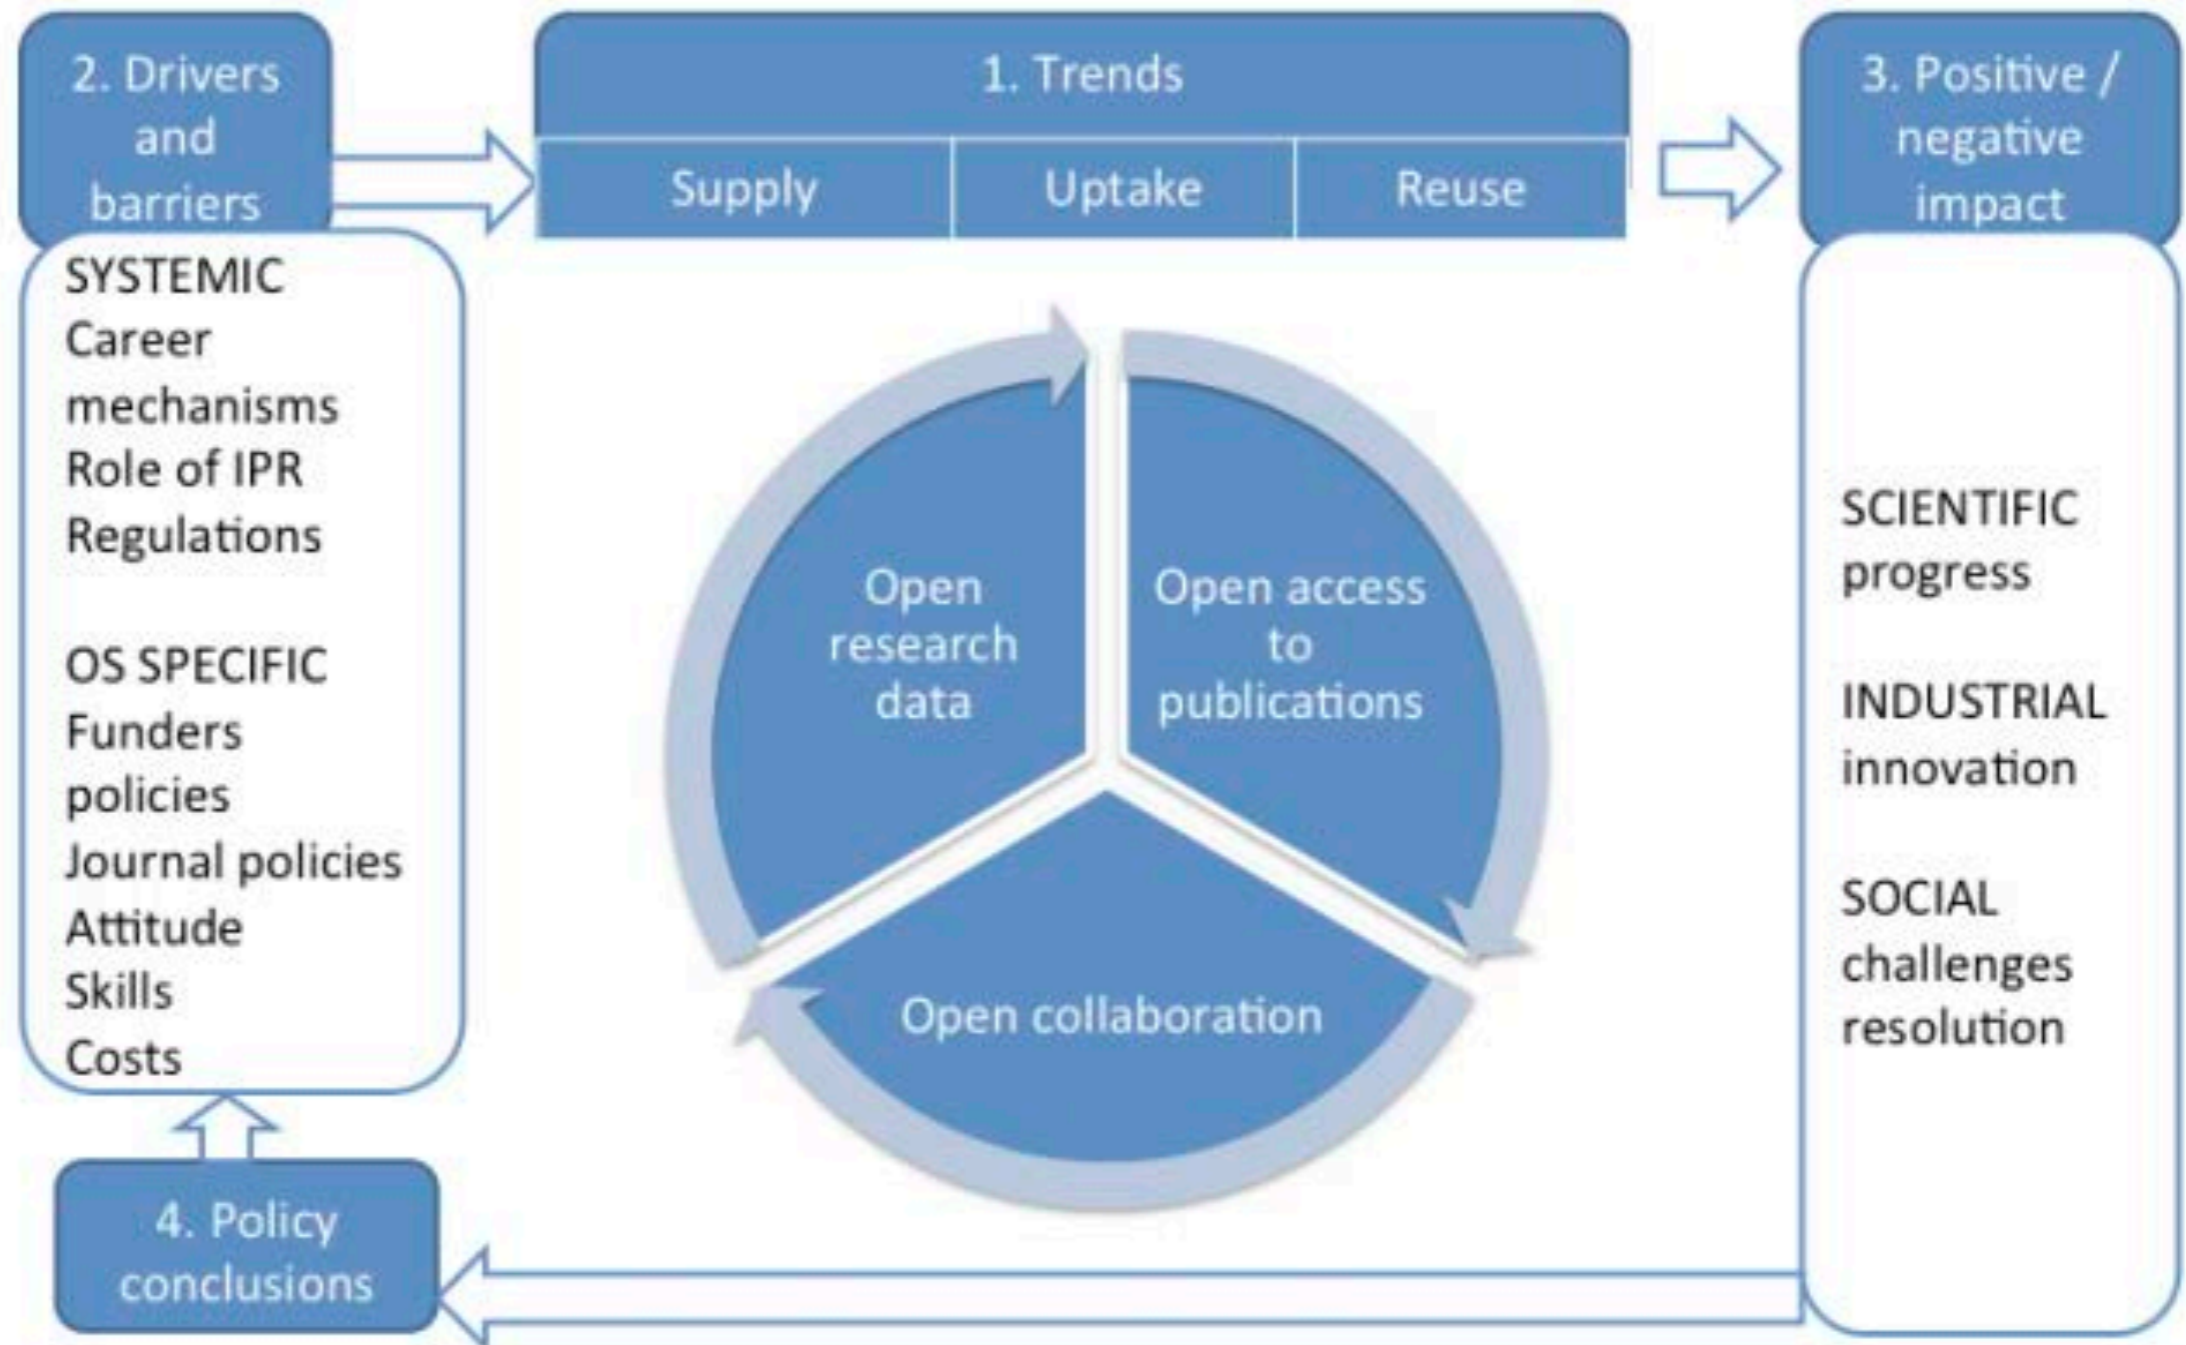 2. Drivers
and
barriers
SYSTEMIC
Career
mechanisms
Role of IPR
Regulations
OS SPECIFIC
Funders
policies
Journal policies
Attitude
Skills
Costs
1. Trends
Supply
Uptake
Reuse
Open
research
data
Open access
to
publications
Open collaboration
3. Positive /
negative
impact
SCIENTIFIC
progress
INDUSTRIAL
innovation
SOCIAL
challenges
resolution
4. Policy
conclusions